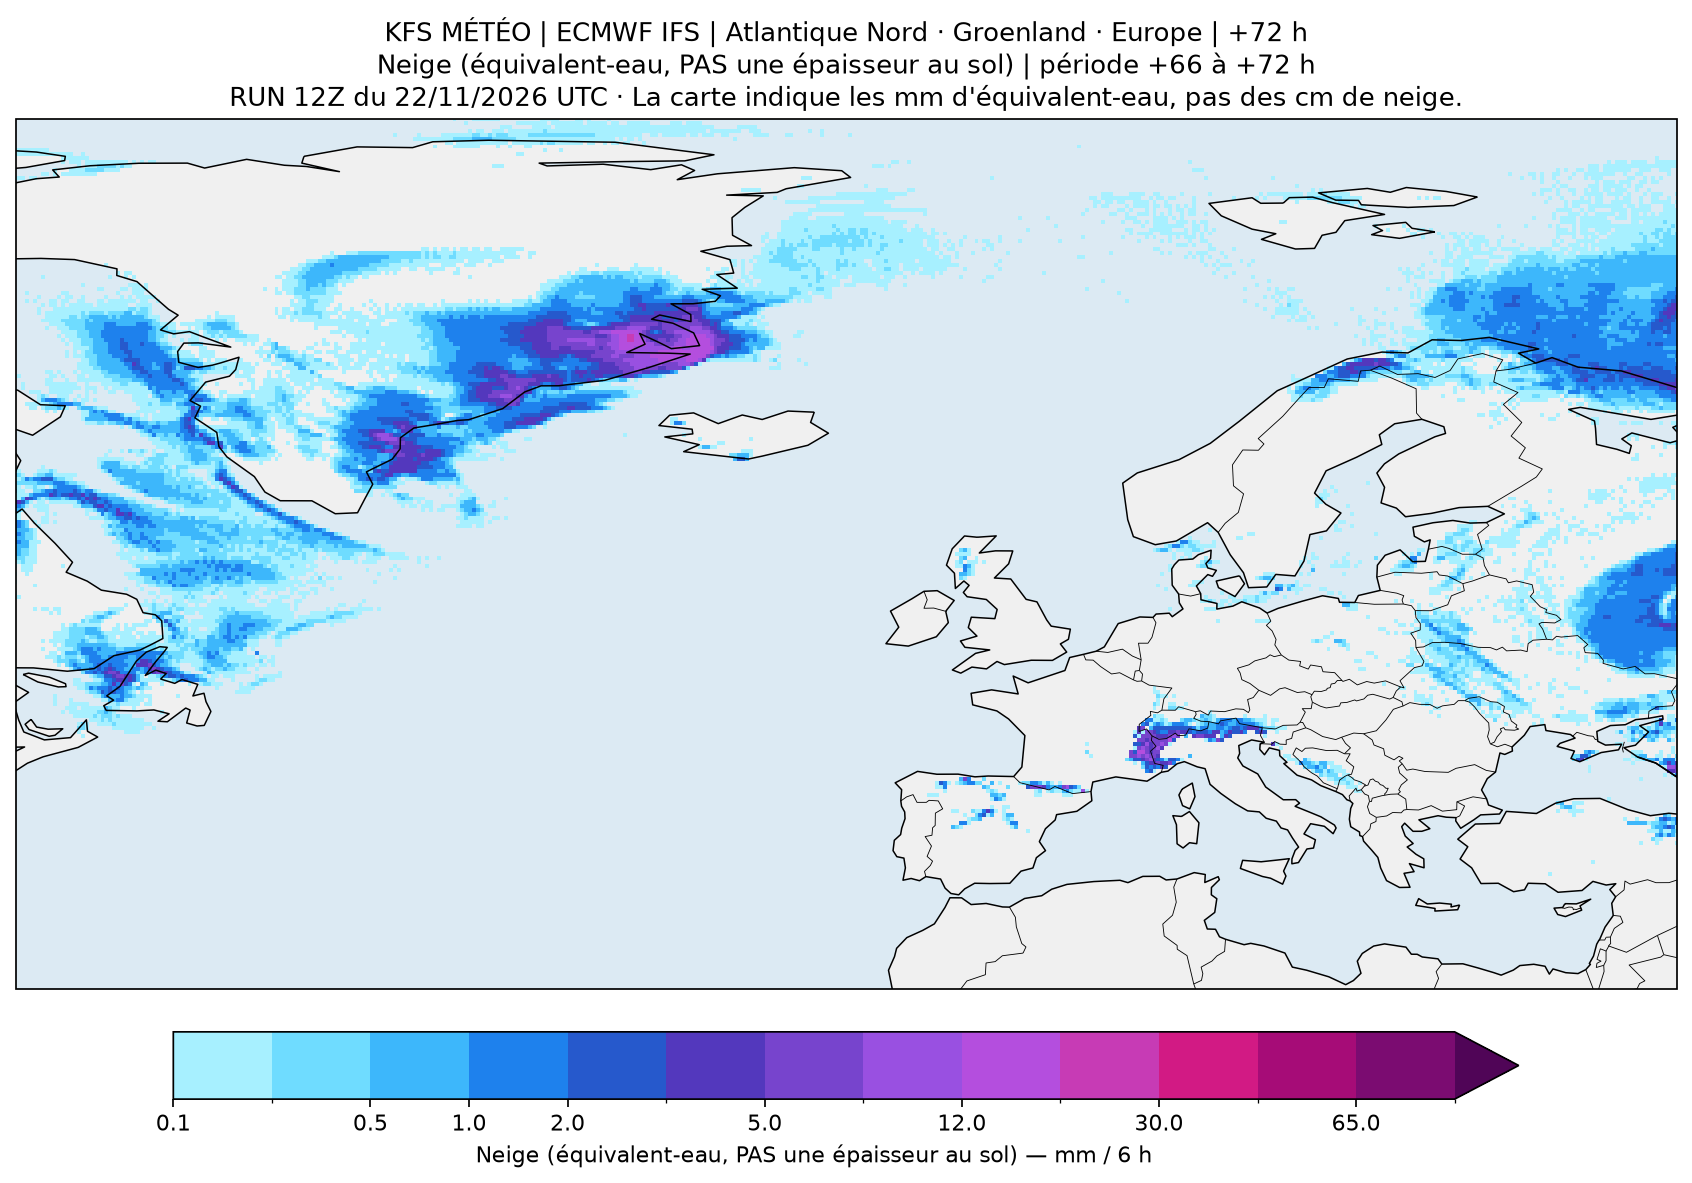 KFS MÉTÉO | ECMWF IFS | Atlantique Nord · Groenland · Europe | +72 h
Neige (équivalent-eau, PAS une épaisseur au sol) | période +66 à +72 h
RUN 12Z du 22/11/2026 UTC · La carte indique les mm d'équivalent-eau, pas des cm de neige.
0.1 0.5 1.0 2.0 5.0 12.0 30.0 65.0
Neige (équivalent-eau, PAS une épaisseur au sol) — mm / 6 h